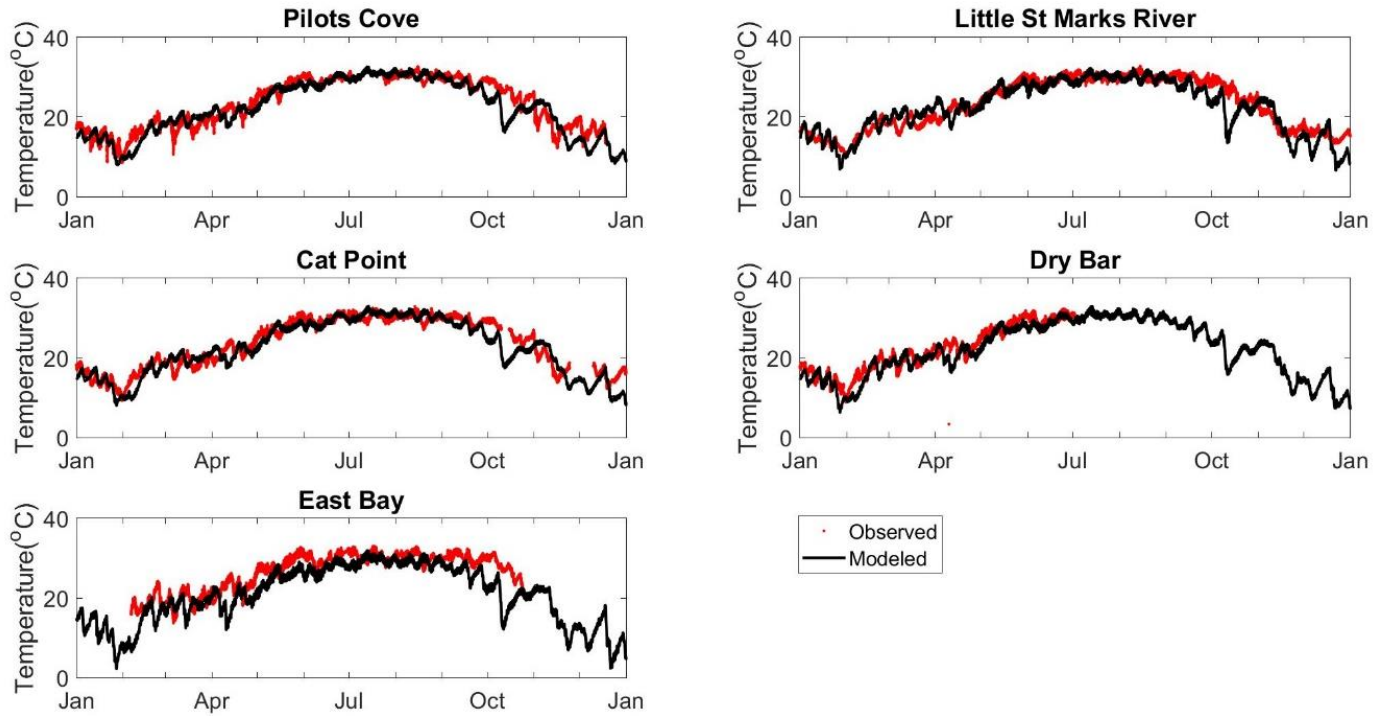 Pilots Cove
Temperature(°C)
40
20
0
Jan Apr Jul Oct Jan
Little St Marks River
Temperature(°C)
40
20
0
Jan Apr Jul Oct Jan
Cat Point
Temperature(°C)
40
20
0
Jan Apr Jul Oct Jan
Dry Bar
Temperature(°C)
40
20
0
Jan Apr Jul Oct Jan
East Bay
Temperature(°C)
40
20
0
Jan Apr Jul Oct Jan
Observed
Modeled